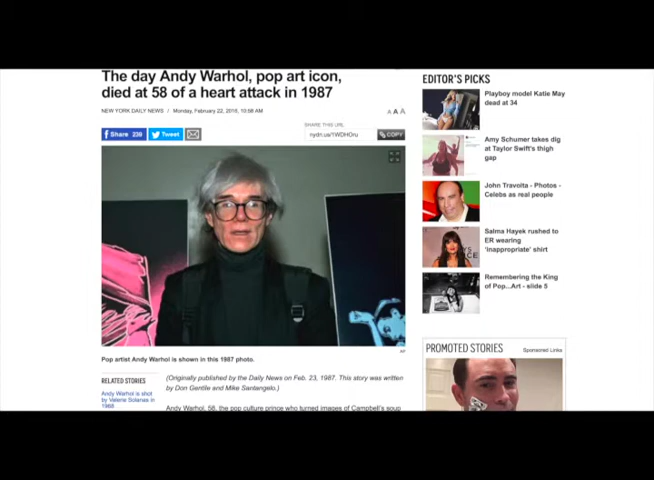 The day Andy Warhol, pop art icon,
died at 58 of a heart attack in 1987
NEW YORK DAILY NEWS / Monday, February 22, 2016, 10:58 AM
A A A
Share 238
Tweet
SHARE THIS URL
nydn.us/1WDHOru
COPY
AP
Pop artist Andy Warhol is shown in this 1987 photo.
RELATED STORIES
Andy Warhol is shot
by Valerie Solanas in
1968
(Originally published by the Daily News on Feb. 23, 1987. This story was written
by Don Gentile and Mike Santangelo.)
Andy Warhol, 58, the pop culture prince who turned images of Campbell's soup
EDITOR'S PICKS
Playboy model Katie May
dead at 34
Amy Schumer takes dig
at Taylor Swift's thigh
gap
John Travolta - Photos -
Celebs as real people
Salma Hayek rushed to
ER wearing
'inappropriate' shirt
Remembering the King
of Pop...Art - slide 5
PROMOTED STORIES
Sponsored Links